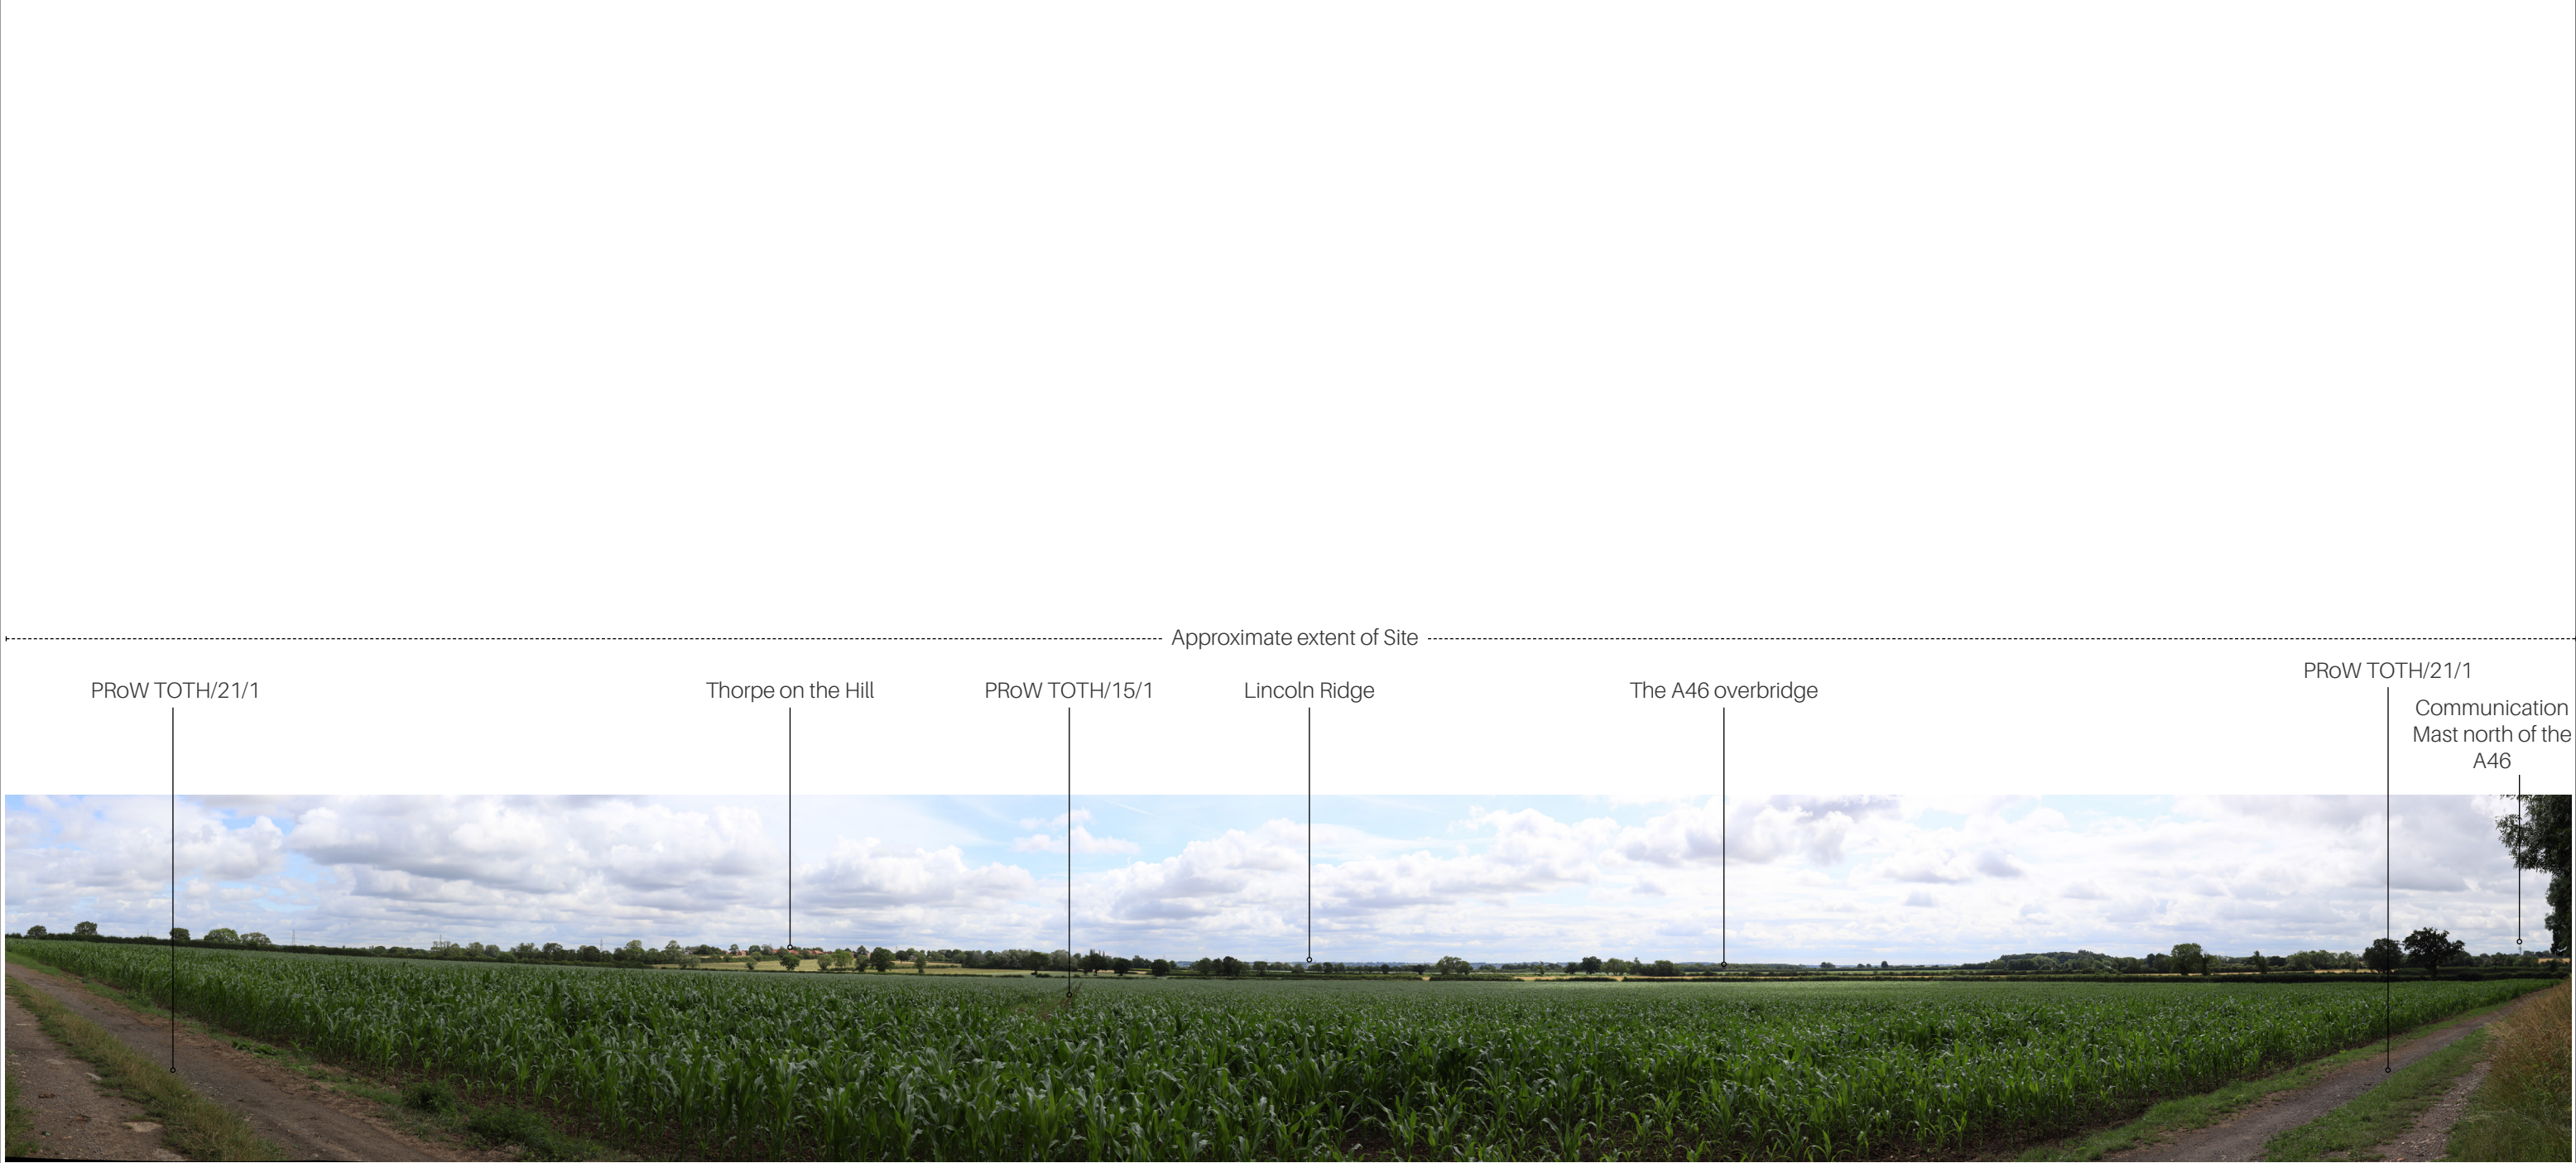 Approximate extent of Site
PRoW TOTH/21/1
Thorpe on the Hill
PRoW TOTH/15/1
Lincoln Ridge
The A46 overbridge
PRoW TOTH/21/1
Communication
Mast north of the
A46